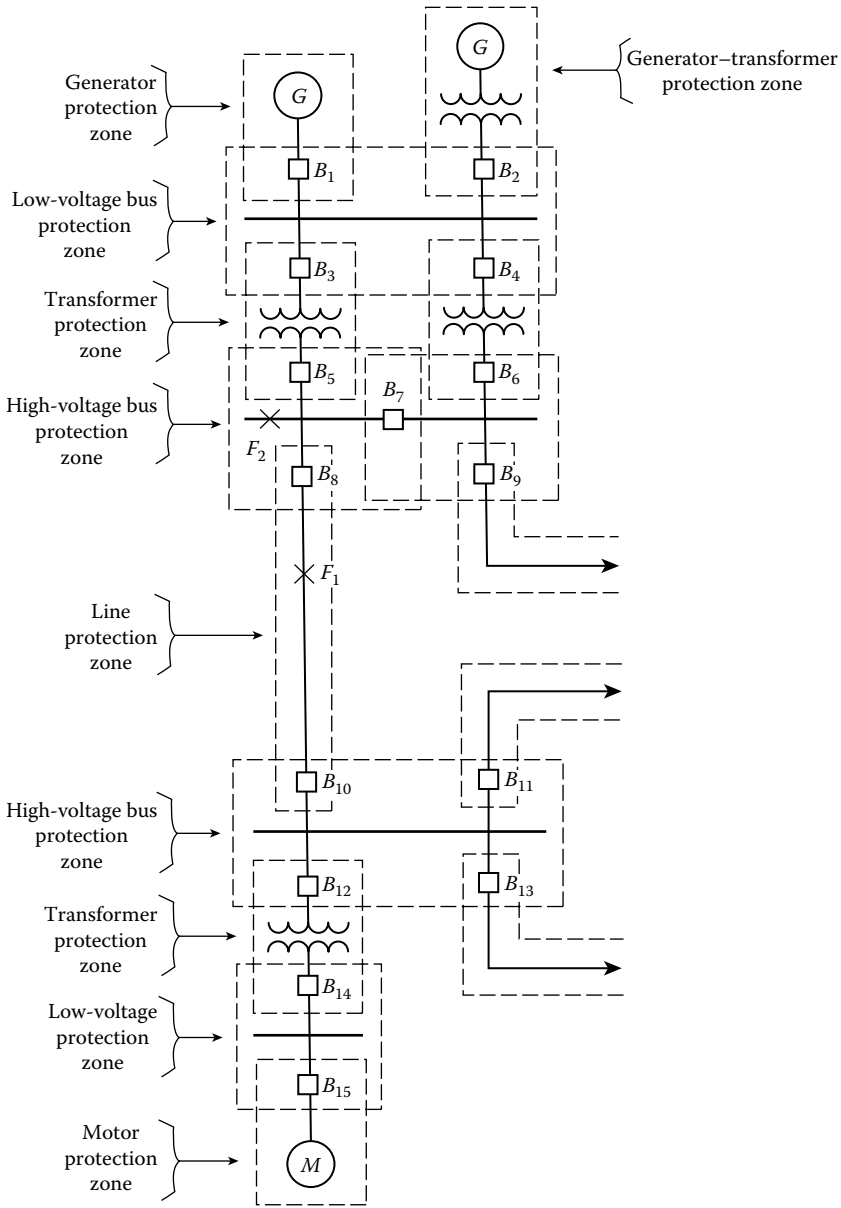 G
Generator–transformer
protection zone
Generator
protection
zone
G
B1
B2
Low-voltage bus
protection
zone
B3
B4
Transformer
protection
zone
B5
B6
B7
High-voltage bus
protection
zone
F2
B8
B9
F1
Line
protection
zone
B10
B11
High-voltage bus
protection
zone
B12
B13
Transformer
protection
zone
B14
Low-voltage
protection
zone
B15
Motor
protection
zone
M